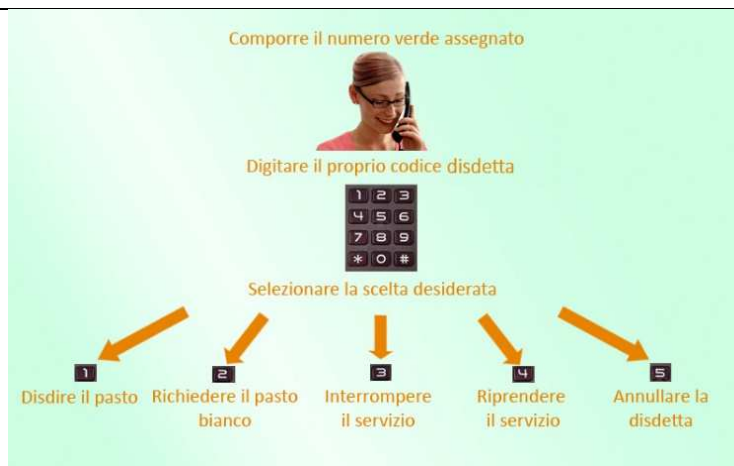 Comporre il numero verde assegnato
Digitare il proprio codice disdetta
1 2 3
4 5 6
7 8 9
* 0 #
Selezionare la scelta desiderata
1 2 3 4 5
Disdire il pasto Richiedere il pasto Interrompere Riprendere Annullare la
bianco il servizio il servizio disdetta